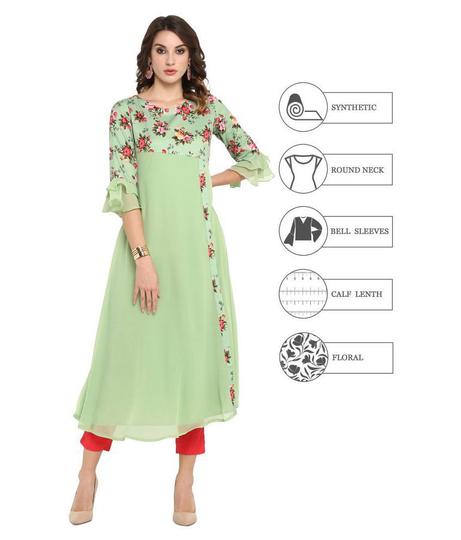 SYNTHETIC
ROUND NECK
BELL SLEEVES
CALF LENTH
FLORAL